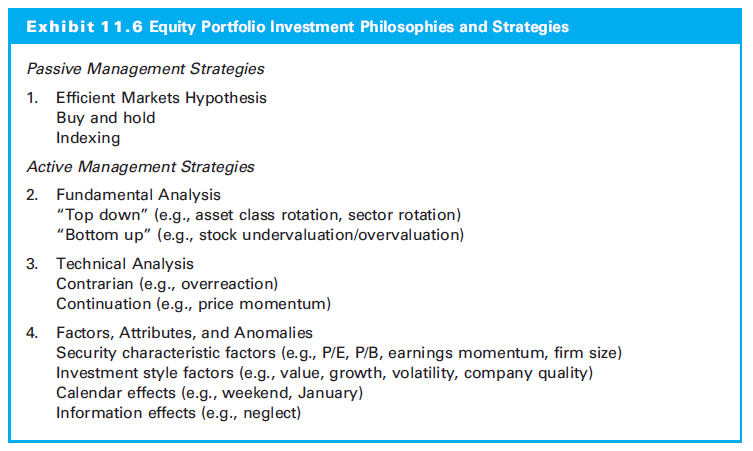 Exhibit 11.6 Equity Portfolio Investment Philosophies and Strategies
Passive Management Strategies
1. Efficient Markets Hypothesis
Buy and hold
Indexing
Active Management Strategies
2. Fundamental Analysis
“Top down” (e.g., asset class rotation, sector rotation)
“Bottom up” (e.g., stock undervaluation/overvaluation)
3. Technical Analysis
Contrarian (e.g., overreaction)
Continuation (e.g., price momentum)
4. Factors, Attributes, and Anomalies
Security characteristic factors (e.g., P/E, P/B, earnings momentum, firm size)
Investment style factors (e.g., value, growth, volatility, company quality)
Calendar effects (e.g., weekend, January)
Information effects (e.g., neglect)